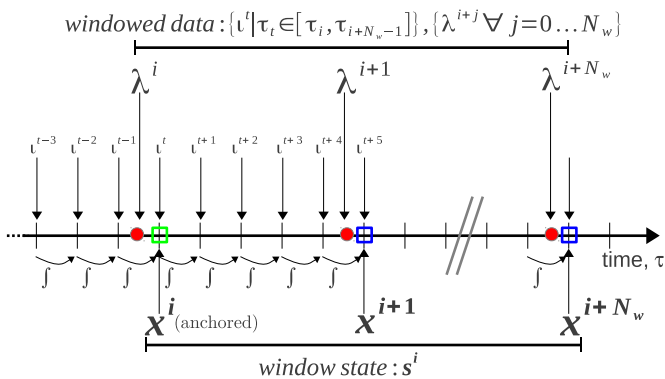 windowed data : {ι^t | τ_t ∈ [τ_i, τ_{i+N_w−1}]}, {λ^{i+j} ∀ j=0…N_w}
λ^i λ^{i+1} λ^{i+N_w}
ι^{t−3} ι^{t−2} ι^{t−1} ι^t ι^{t+1} ι^{t+2} ι^{t+3} ι^{t+4} ι^{t+5}
time, τ
∫ ∫ ∫ ∫ ∫ ∫ ∫ ∫ ∫
x^i (anchored) x^{i+1} x^{i+N_w}
window state : s^i